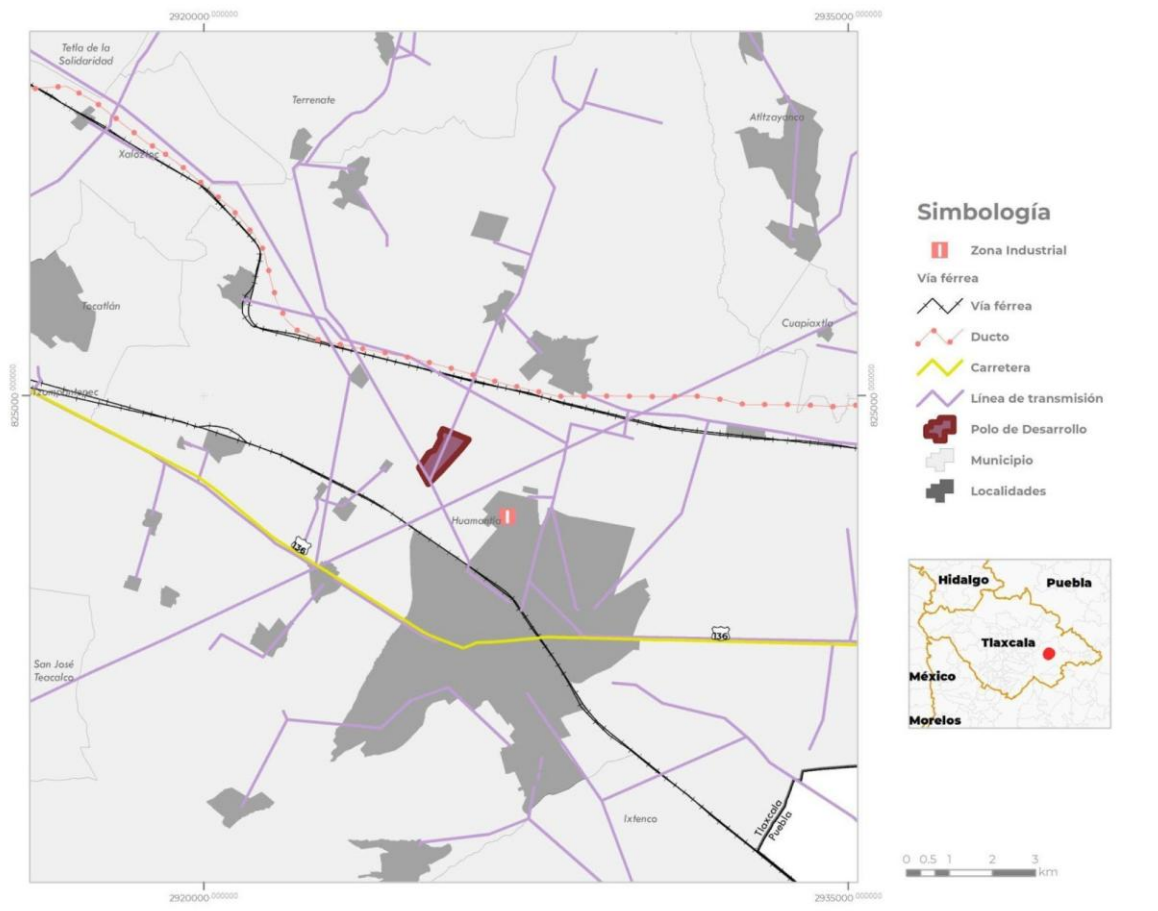 2920000.000000
2935000.000000
Tetla de la
Solidaridad
Terrenate
Atltzayanca
Xaloztoc
Tocatlán
Cuapiaxtla
Tzompantepec
825000.000000
825000.000000
Huamantla
136
136
San José
Teacalco
Ixtenco
Tlaxcala
Puebla
2920000.000000
2935000.000000
Simbología
Zona Industrial
Vía férrea
Vía férrea
Ducto
Carretera
Línea de transmisión
Polo de Desarrollo
Municipio
Localidades
Hidalgo
Puebla
Tlaxcala
México
Morelos
0 0.5 1 2 3
km